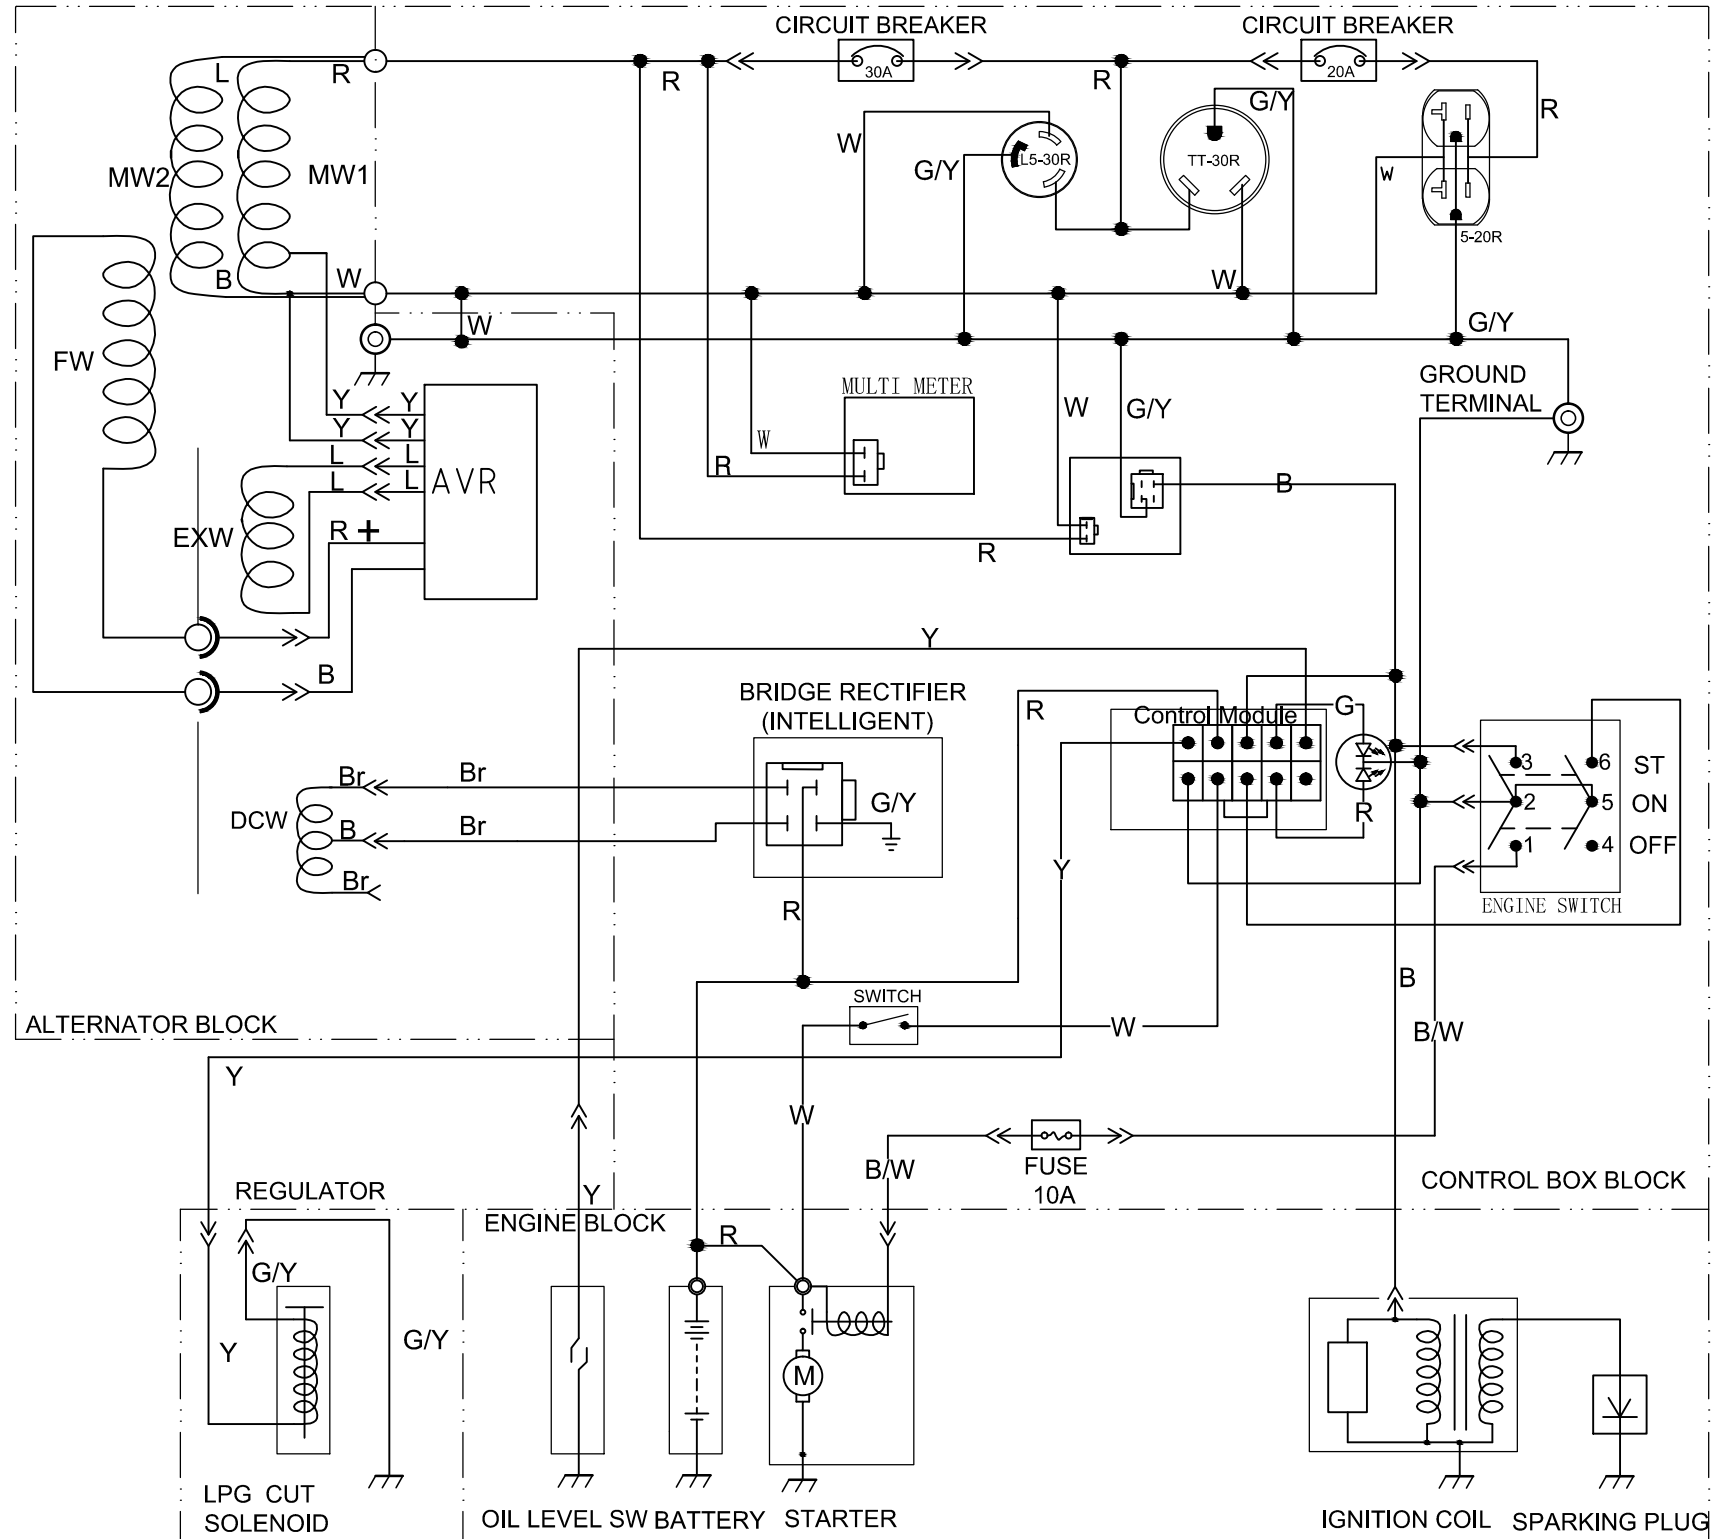 CIRCUIT BREAKER
CIRCUIT BREAKER
L
R
R
30A
R
20A
G/Y
R
W
G/Y
L5-30R
TT-30R
W
MW2
MW1
5-20R
B
W
W
W
G/Y
FW
MULTI METER
GROUND
TERMINAL
Y
Y
Y
Y
L
L
L
L
AVR
W
R
W
G/Y
B
R
EXW
R +
B
Y
BRIDGE RECTIFIER
(INTELLIGENT)
R
Control Module
G
R
3
6
ST
2
5
ON
1
4
OFF
ENGINE SWITCH
Br
Br
G/Y
DCW
B
Br
Br
Y
R
B
SWITCH
W
B/W
ALTERNATOR BLOCK
Y
W
B/W
FUSE
10A
CONTROL BOX BLOCK
REGULATOR
Y
ENGINE BLOCK
R
G/Y
Y
G/Y
M
LPG CUT
SOLENOID
OIL LEVEL SW
BATTERY
STARTER
IGNITION COIL
SPARKING PLUG